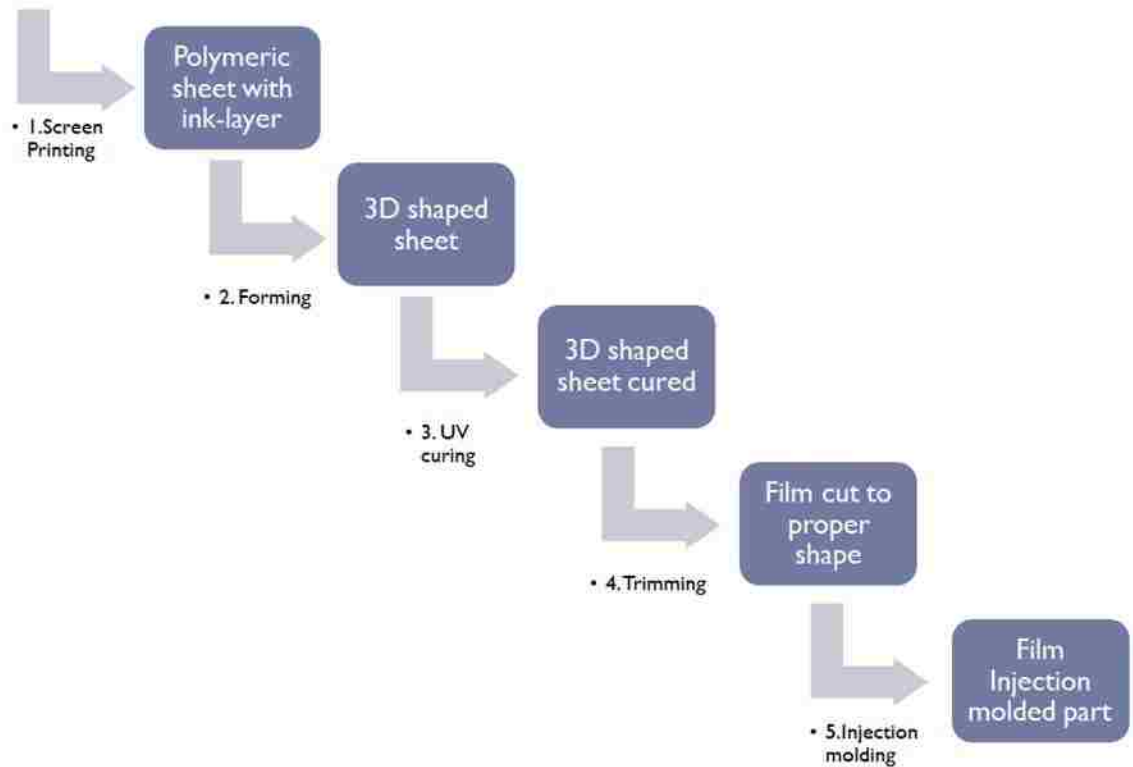 Polymeric
sheet with
ink-layer
• 1.Screen
Printing
3D shaped
sheet
• 2. Forming
3D shaped
sheet cured
• 3. UV
curing
Film cut to
proper
shape
• 4. Trimming
Film
Injection
molded part
• 5.Injection
molding